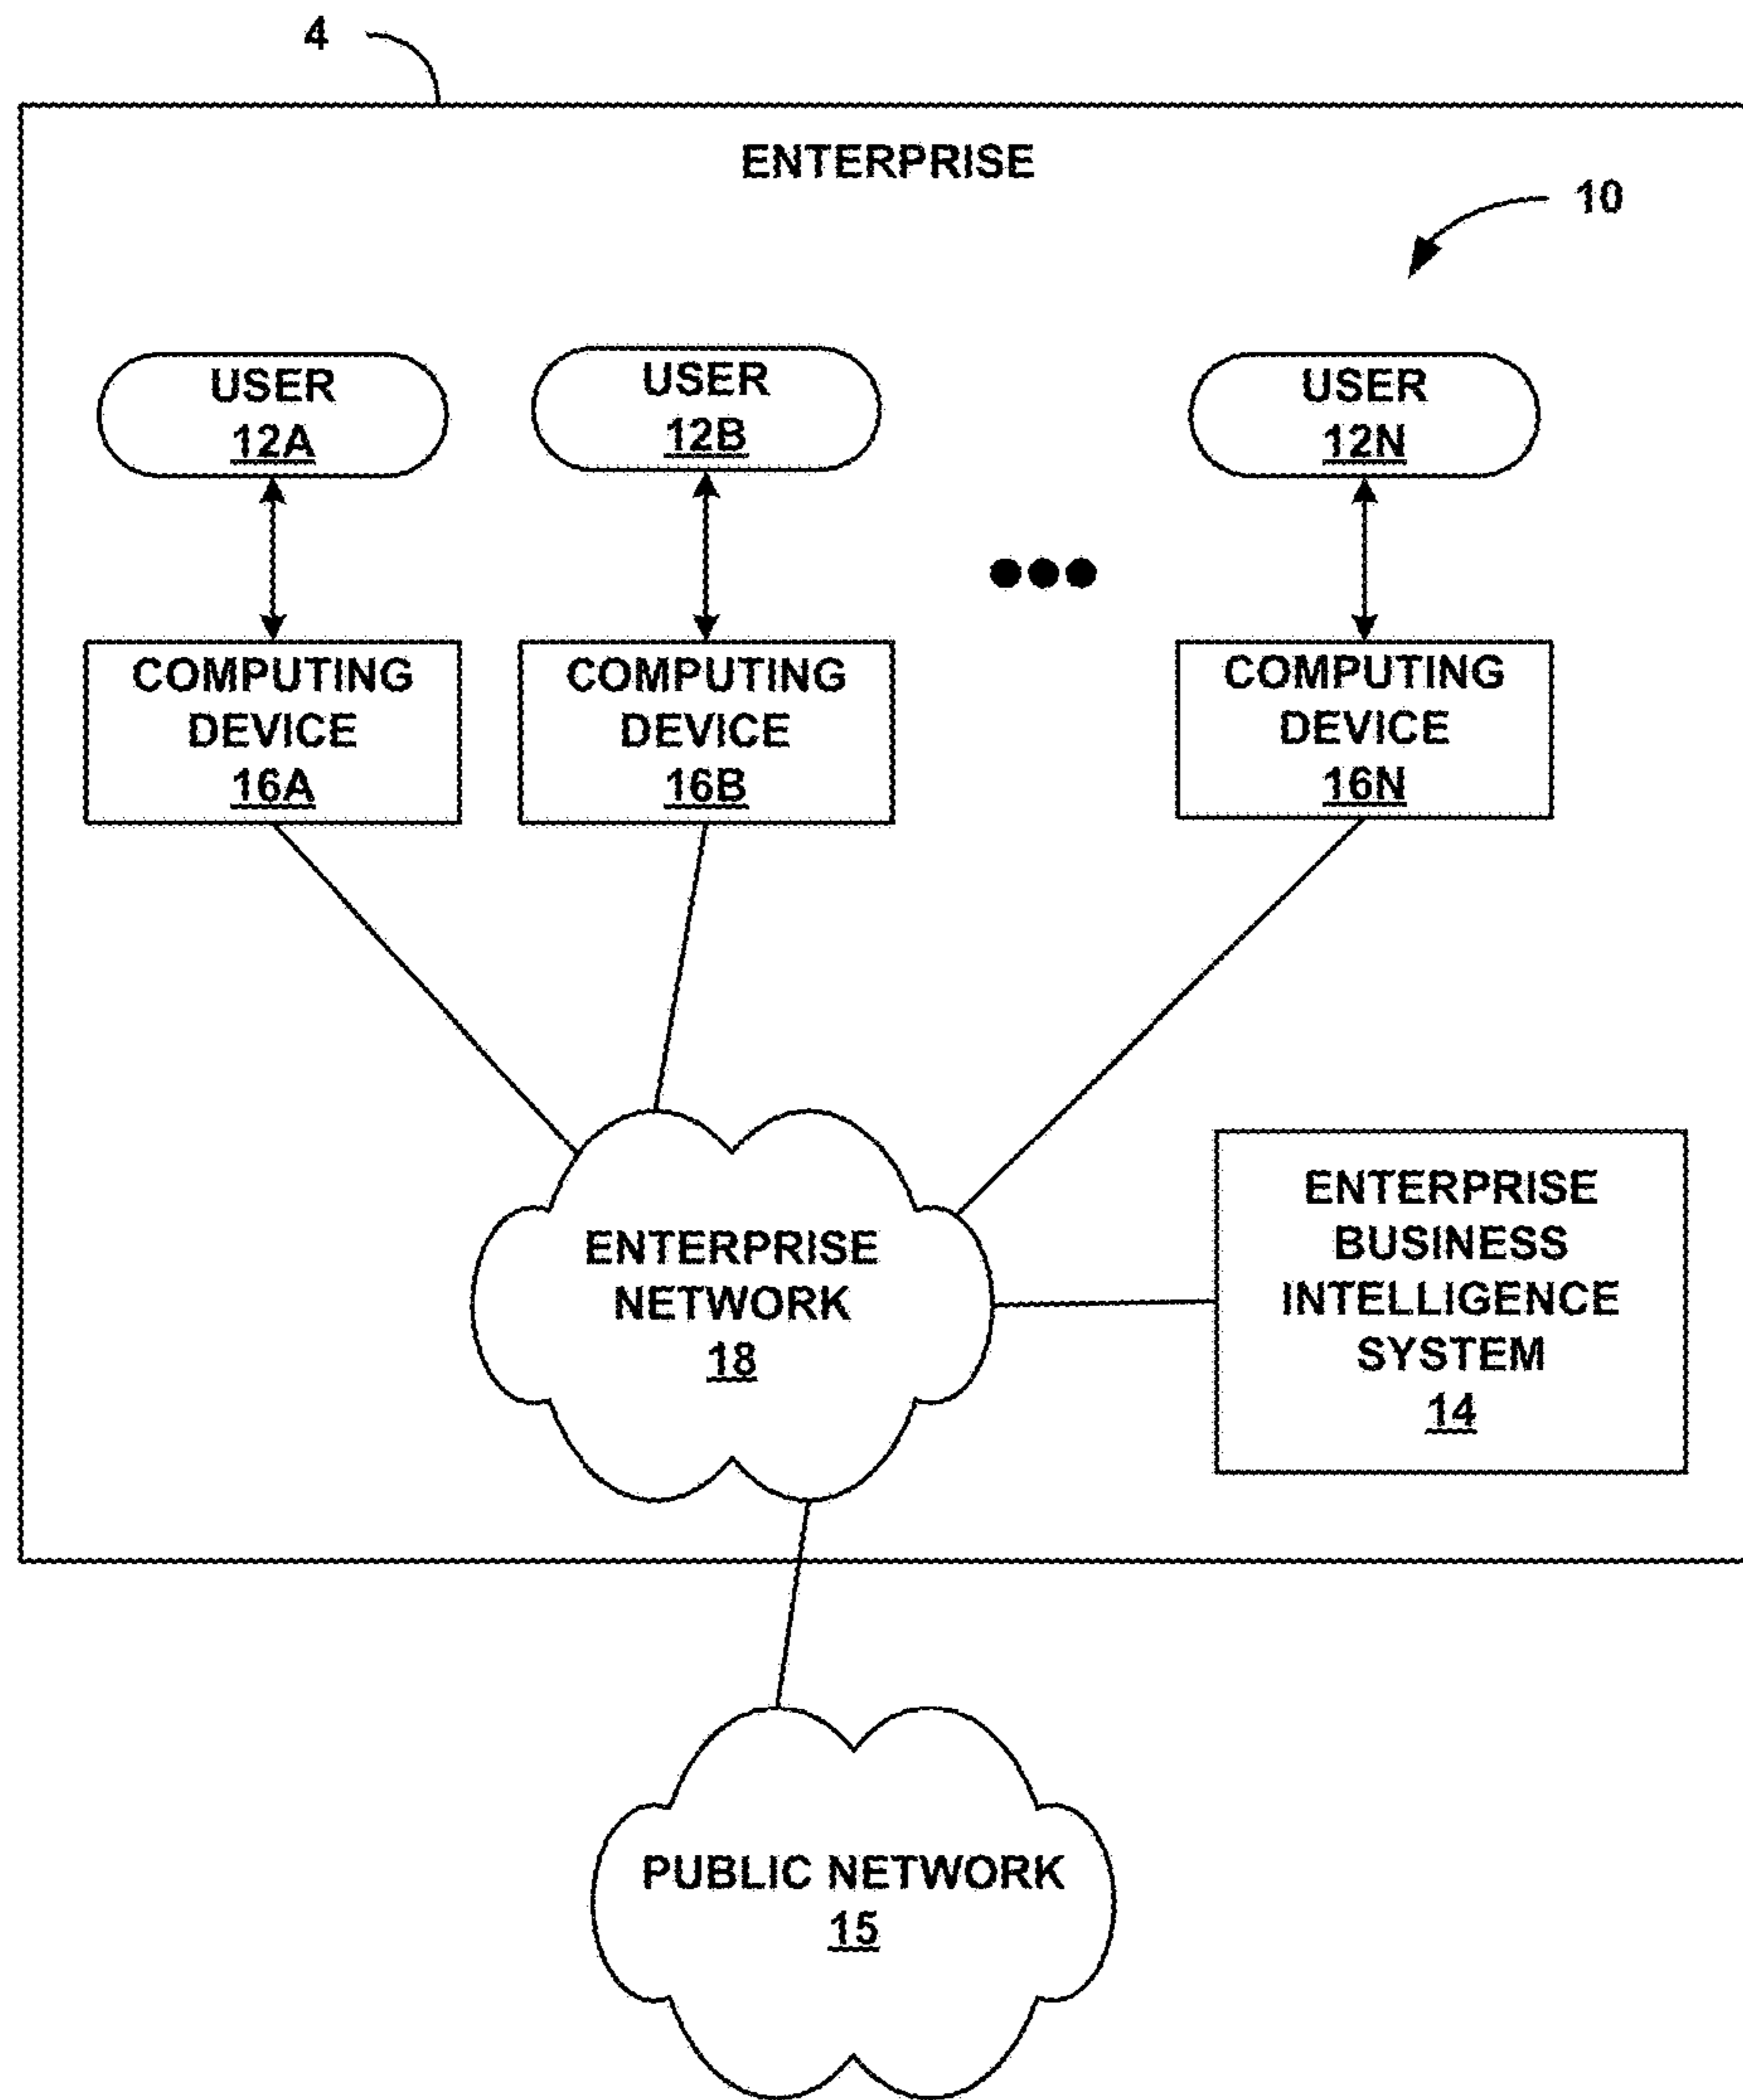 4
ENTERPRISE
10
USER
12A
USER
12B
USER
12N
COMPUTING
DEVICE
16A
COMPUTING
DEVICE
16B
COMPUTING
DEVICE
16N
ENTERPRISE
NETWORK
18
ENTERPRISE
BUSINESS
INTELLIGENCE
SYSTEM
14
PUBLIC NETWORK
15